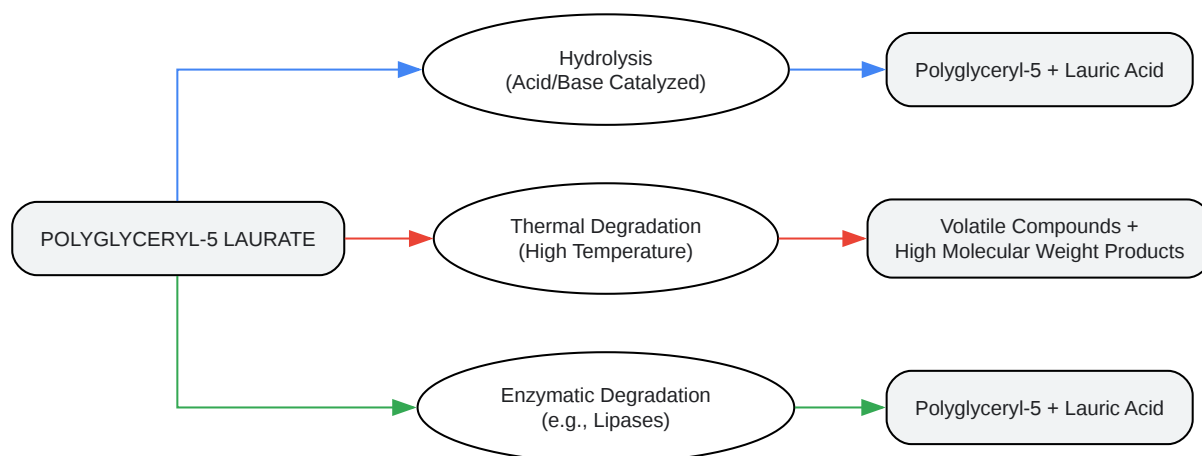 Hydrolysis
(Acid/Base Catalyzed)
Polyglyceryl-5 + Lauric Acid
POLYGLYCERYL-5 LAURATE
Thermal Degradation
(High Temperature)
Volatile Compounds +
High Molecular Weight Products
Enzymatic Degradation
(e.g., Lipases)
Polyglyceryl-5 + Lauric Acid